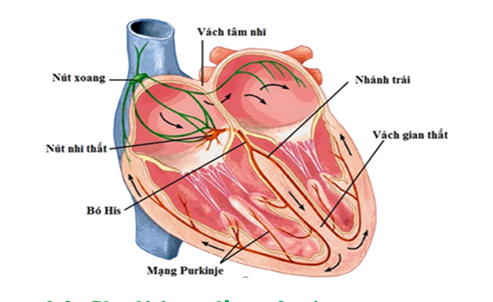 Vách tâm nhĩ
Nút xoang
Nhánh trái
Vách gian thất
Nút nhĩ thất
Bó His
Mạng Purkinje